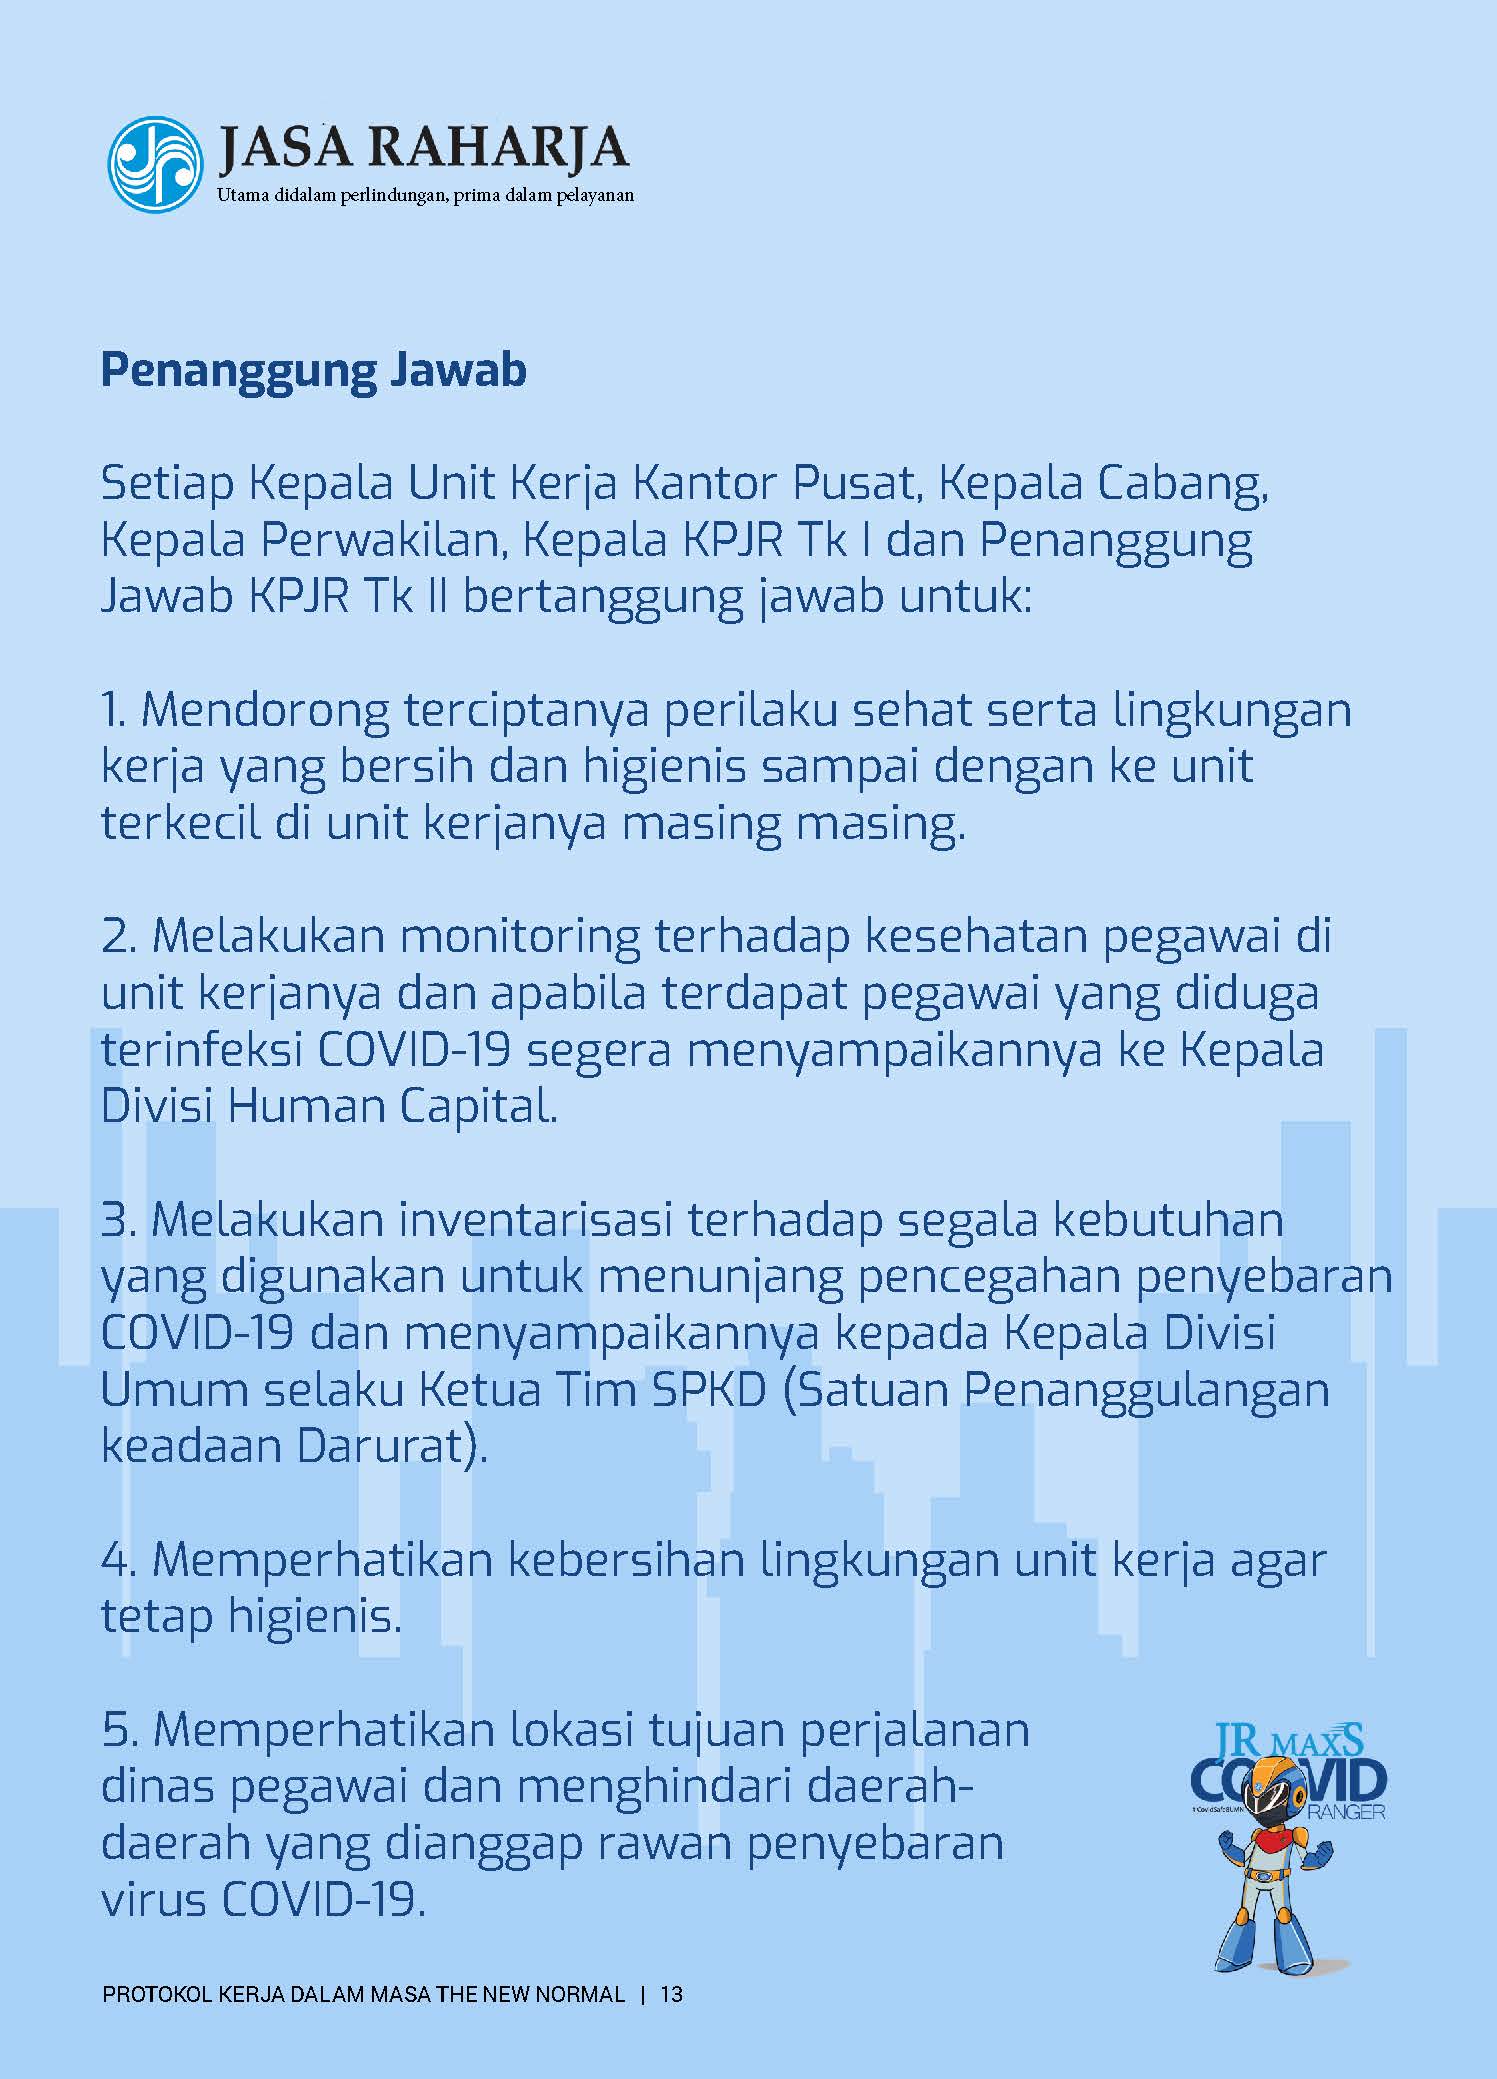 JASA RAHARJA
Utama didalam perlindungan, prima dalam pelayanan
Penanggung Jawab
Setiap Kepala Unit Kerja Kantor Pusat, Kepala Cabang,
Kepala Perwakilan, Kepala KPJR Tk I dan Penanggung
Jawab KPJR Tk II bertanggung jawab untuk:
1. Mendorong terciptanya perilaku sehat serta lingkungan
kerja yang bersih dan higienis sampai dengan ke unit
terkecil di unit kerjanya masing masing.
2. Melakukan monitoring terhadap kesehatan pegawai di
unit kerjanya dan apabila terdapat pegawai yang diduga
terinfeksi COVID-19 segera menyampaikannya ke Kepala
Divisi Human Capital.
3. Melakukan inventarisasi terhadap segala kebutuhan
yang digunakan untuk menunjang pencegahan penyebaran
COVID-19 dan menyampaikannya kepada Kepala Divisi
Umum selaku Ketua Tim SPKD (Satuan Penanggulangan
keadaan Darurat).
4. Memperhatikan kebersihan lingkungan unit kerja agar
tetap higienis.
5. Memperhatikan lokasi tujuan perjalanan
dinas pegawai dan menghindari daerah-
daerah yang dianggap rawan penyebaran
virus COVID-19.
JR MAXS
COVID
#CovidSafeBUMN
RANGER
PROTOKOL KERJA DALAM MASA THE NEW NORMAL | 13